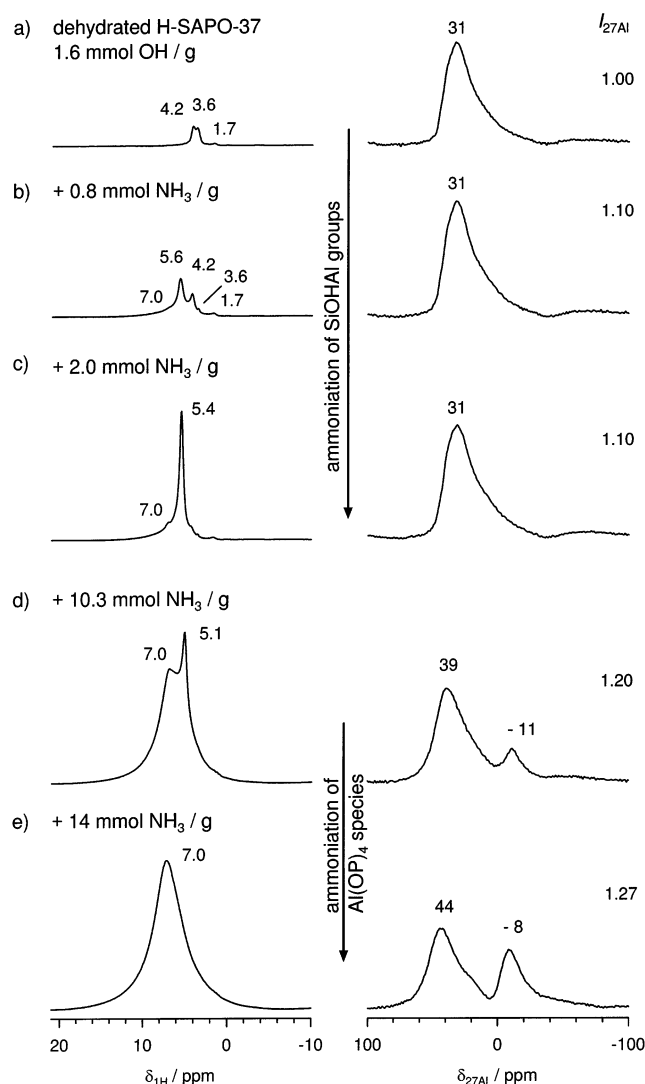 a) dehydrated H-SAPO-37
1.6 mmol OH / g
4.2 3.6
1.7
31
I27Al
1.00
b) + 0.8 mmol NH3 / g
5.6 4.2
3.6
7.0 1.7
31
1.10
c) + 2.0 mmol NH3 / g
5.4
7.0
31
1.10
ammoniation of SiOHAl groups
d) + 10.3 mmol NH3 / g
7.0 5.1
39
- 11
1.20
e) + 14 mmol NH3 / g
7.0
44
- 8
1.27
ammoniation of
Al(OP)4 species
20 10 0 -10
δ1H / ppm
100 0 -100
δ27Al / ppm